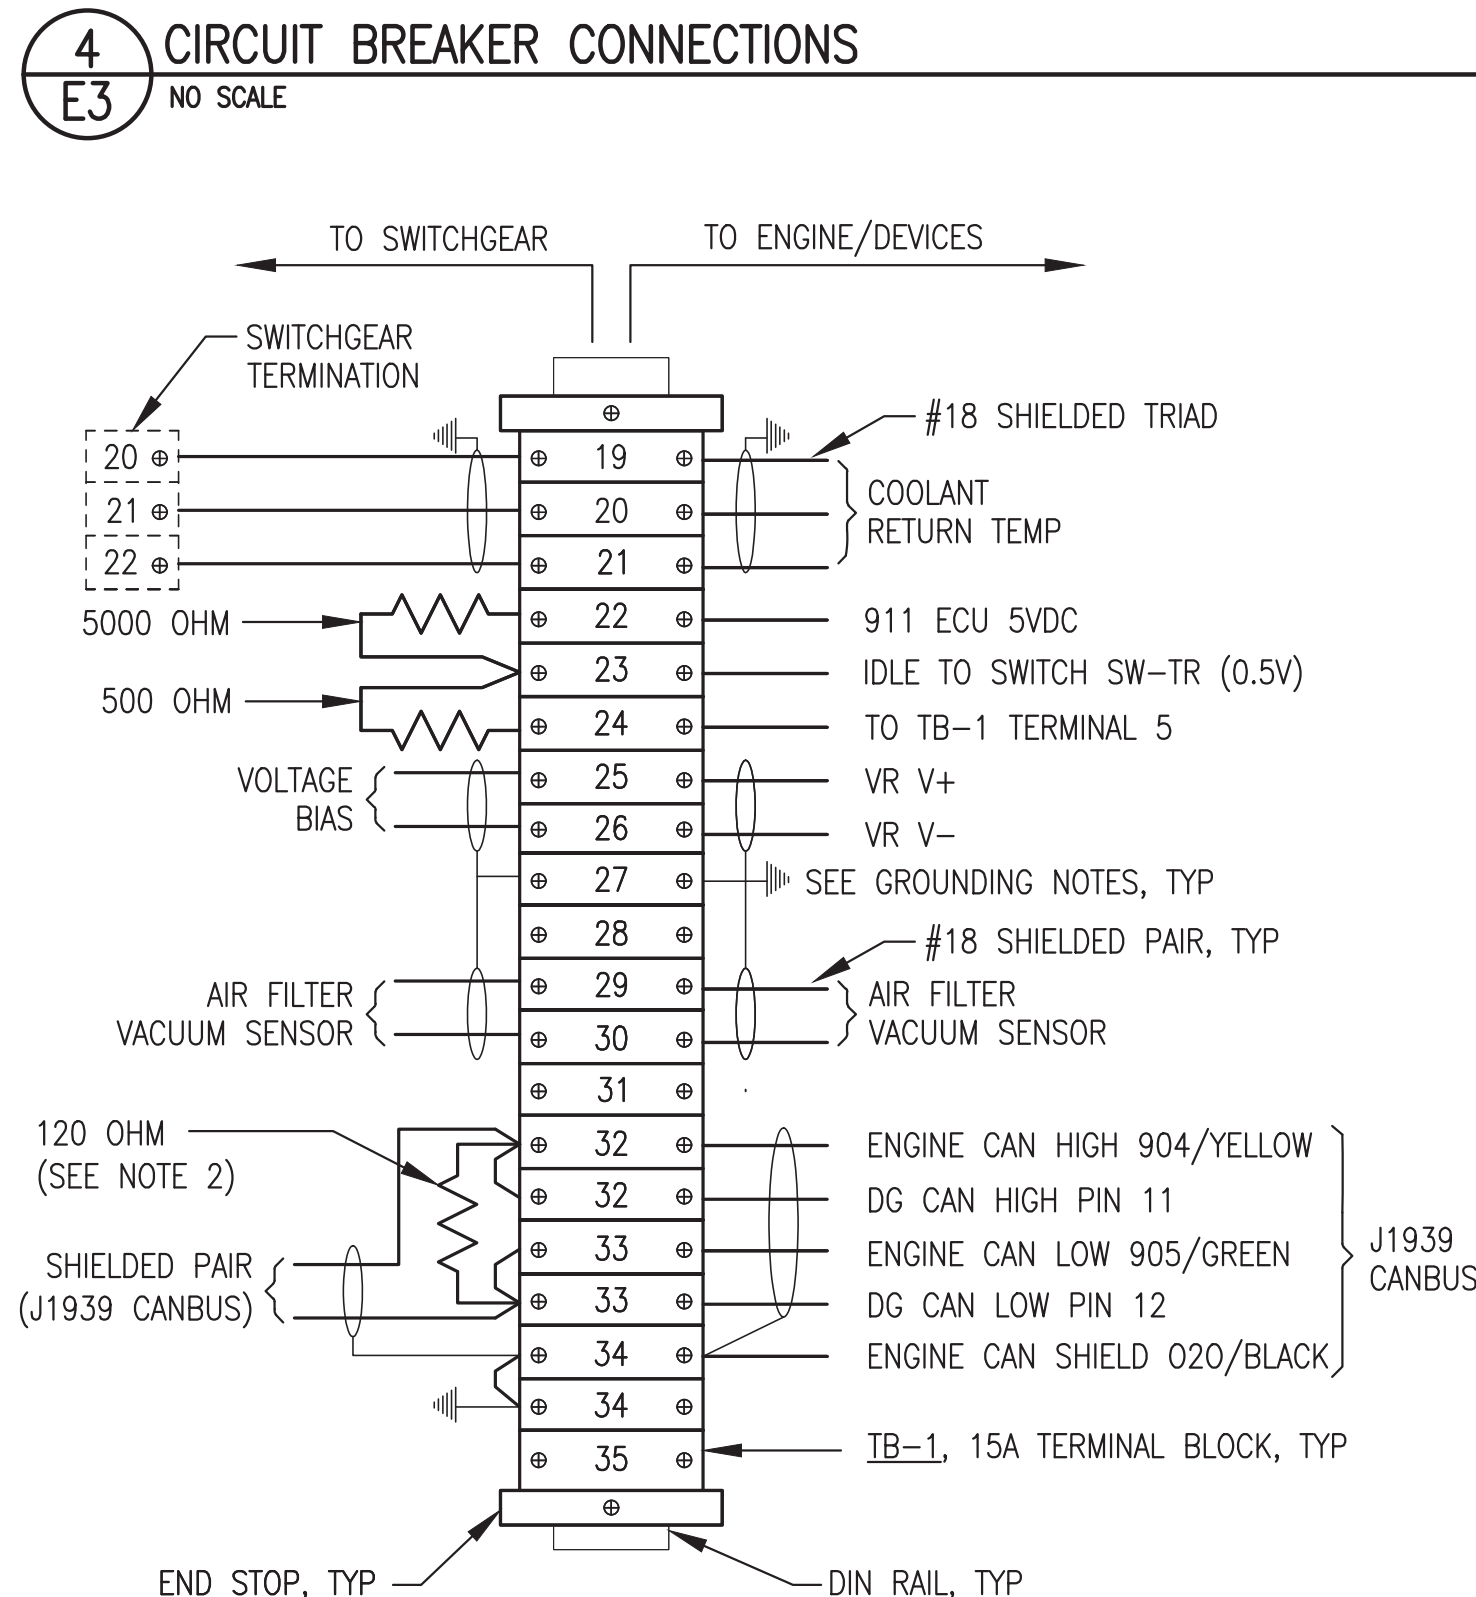 4
E3
CIRCUIT BREAKER CONNECTIONS
NO SCALE
TO SWITCHGEAR
TO ENGINE/DEVICES
SWITCHGEAR
TERMINATION
#18 SHIELDED TRIAD
20 19
21 20
22 21
COOLANT
RETURN TEMP
5000 OHM 22 911 ECU 5VDC
23 IDLE TO SWITCH SW-TR (0.5V)
500 OHM
24 TO TB-1 TERMINAL 5
VOLTAGE
BIAS
25 VR V+
26 VR V-
27 SEE GROUNDING NOTES, TYP
28
#18 SHIELDED PAIR, TYP
AIR FILTER
VACUUM SENSOR
29
30
AIR FILTER
VACUUM SENSOR
31
120 OHM
(SEE NOTE 2)
32 ENGINE CAN HIGH 904/YELLOW
32 DG CAN HIGH PIN 11
SHIELDED PAIR
(J1939 CANBUS)
33 ENGINE CAN LOW 905/GREEN
33 DG CAN LOW PIN 12
34 ENGINE CAN SHIELD 020/BLACK
J1939
CANBUS
34
35
TB-1, 15A TERMINAL BLOCK, TYP
END STOP, TYP
DIN RAIL, TYP